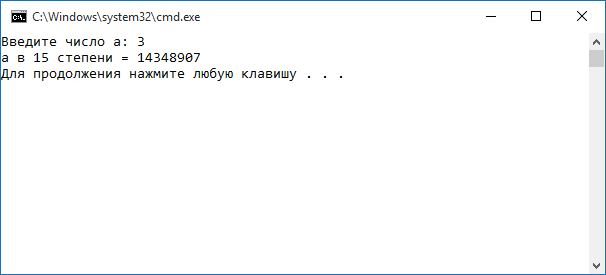 C:\Windows\system32\cmd.exe
Введите число a: 3
a в 15 степени = 14348907
Для продолжения нажмите любую клавишу . . .